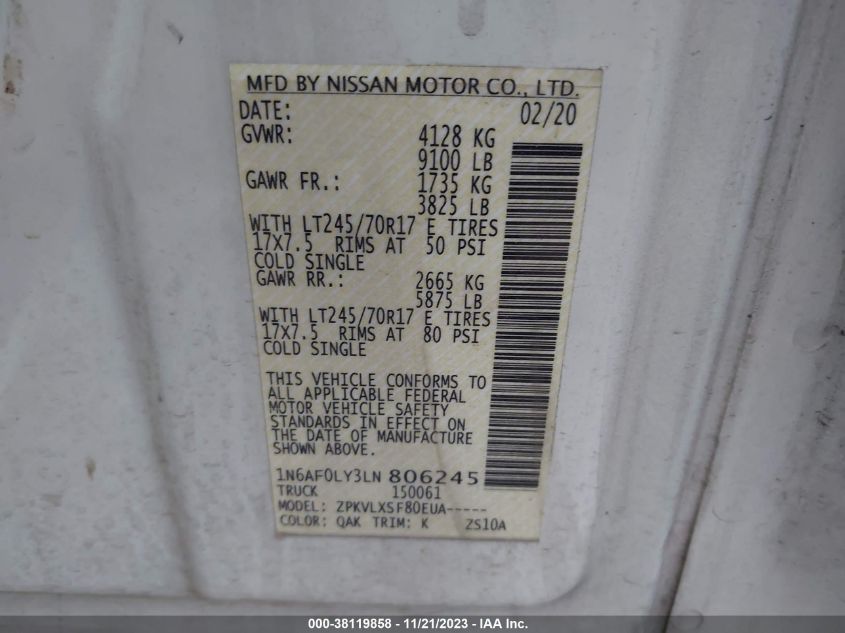 MFD BY NISSAN MOTOR CO., LTD.
DATE: 02/20
GVWR: 4128 KG
9100 LB
GAWR FR.: 1735 KG
3825 LB
WITH LT245/70R17 E TIRES
17X7.5 RIMS AT 50 PSI
COLD SINGLE
GAWR RR.: 2665 KG
5875 LB
WITH LT245/70R17 E TIRES
17X7.5 RIMS AT 80 PSI
COLD SINGLE
THIS VEHICLE CONFORMS TO
ALL APPLICABLE FEDERAL
MOTOR VEHICLE SAFETY
STANDARDS IN EFFECT ON
THE DATE OF MANUFACTURE
SHOWN ABOVE.
1N6AF0LY3LN 806245
TRUCK 150061
MODEL: ZPKVLXSF80EUA-----
COLOR: QAK TRIM: K ZS10A
000-38119858 - 11/21/2023 - IAA Inc.